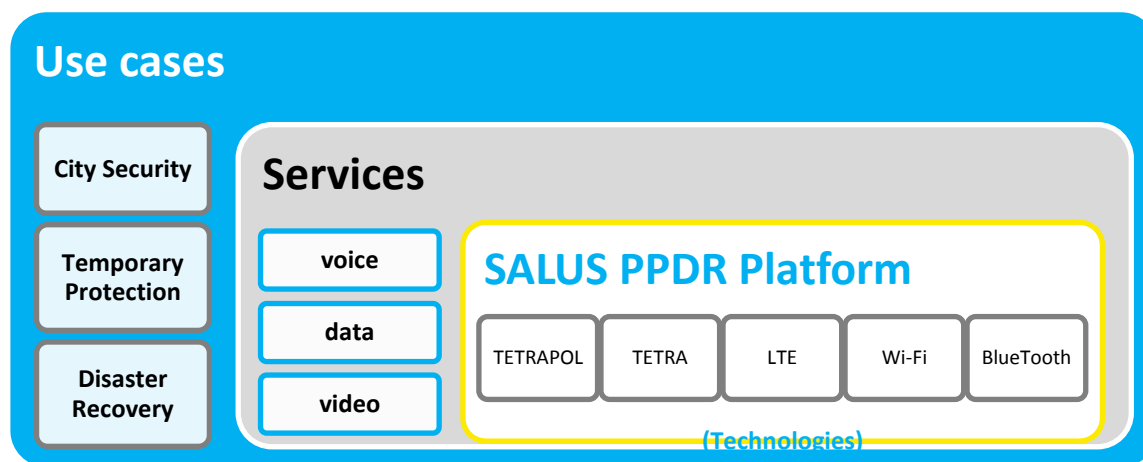 Use cases
City Security
Temporary
Protection
Disaster
Recovery
Services
voice
data
video
SALUS PPDR Platform
TETRAPOL
TETRA
LTE
Wi-Fi
BlueTooth
(Technologies)